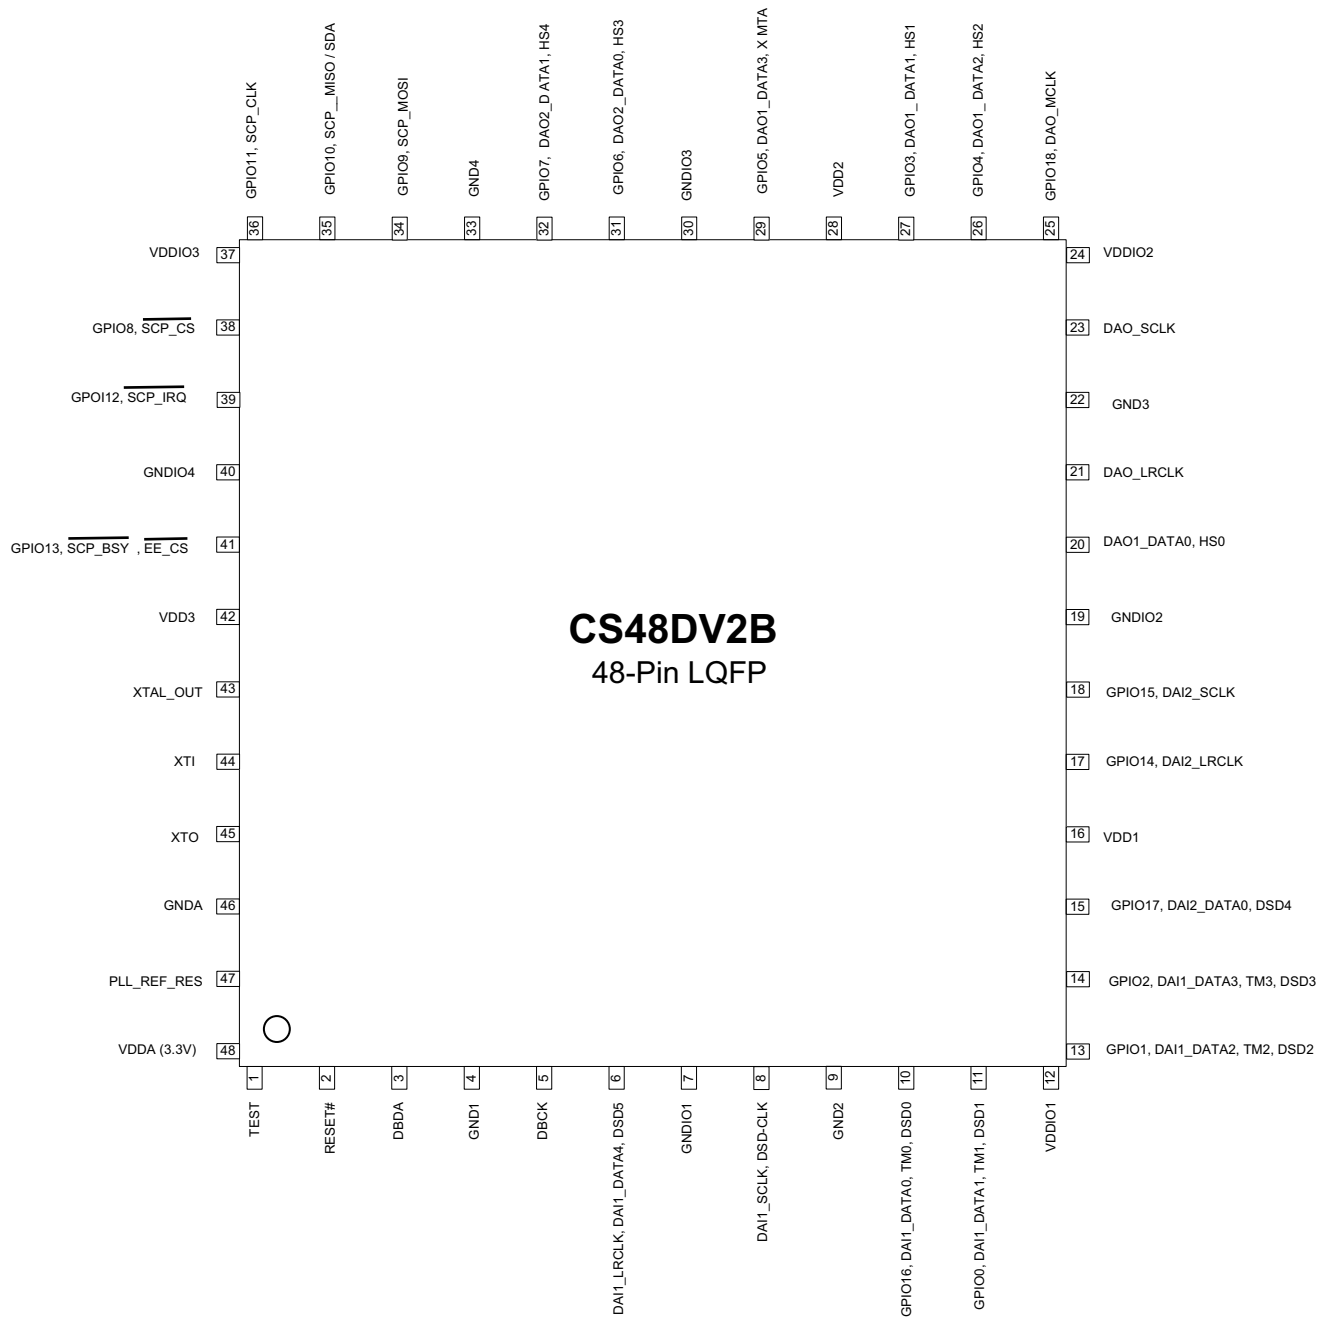 GPIO11, SCP_CLK
GPIO10, SCP__MISO / SDA
GPIO9, SCP_MOSI
GND4
GPIO7, DAO2_D ATA1, HS4
GPIO6, DAO2_DATA0, HS3
GNDIO3
GPIO5, DAO1_DATA3, X MTA
VDD2
GPIO3, DAO1_ DATA1, HS1
GPIO4, DAO1_ DATA2, HS2
GPIO18, DAO_MCLK
36
35
34
33
32
31
30
29
28
27
26
25
VDDIO3 37
GPIO8, SCP_CS 38
GPOI12, SCP_IRQ 39
GNDIO4 40
GPIO13, SCP_BSY , EE_CS 41
VDD3 42
XTAL_OUT 43
XTI 44
XTO 45
GNDA 46
PLL_REF_RES 47
VDDA (3.3V) 48
CS48DV2B
48-Pin LQFP
24 VDDIO2
23 DAO_SCLK
22 GND3
21 DAO_LRCLK
20 DAO1_DATA0, HS0
19 GNDIO2
18 GPIO15, DAI2_SCLK
17 GPIO14, DAI2_LRCLK
16 VDD1
15 GPIO17, DAI2_DATA0, DSD4
14 GPIO2, DAI1_DATA3, TM3, DSD3
13 GPIO1, DAI1_DATA2, TM2, DSD2
1
2
3
4
5
6
7
8
9
10
11
12
TEST
RESET#
DBDA
GND1
DBCK
DAI1_LRCLK, DAI1_DATA4, DSD5
GNDIO1
DAI1_SCLK, DSD-CLK
GND2
GPIO16, DAI1_DATA0, TM0, DSD0
GPIO0, DAI1_DATA1, TM1, DSD1
VDDIO1